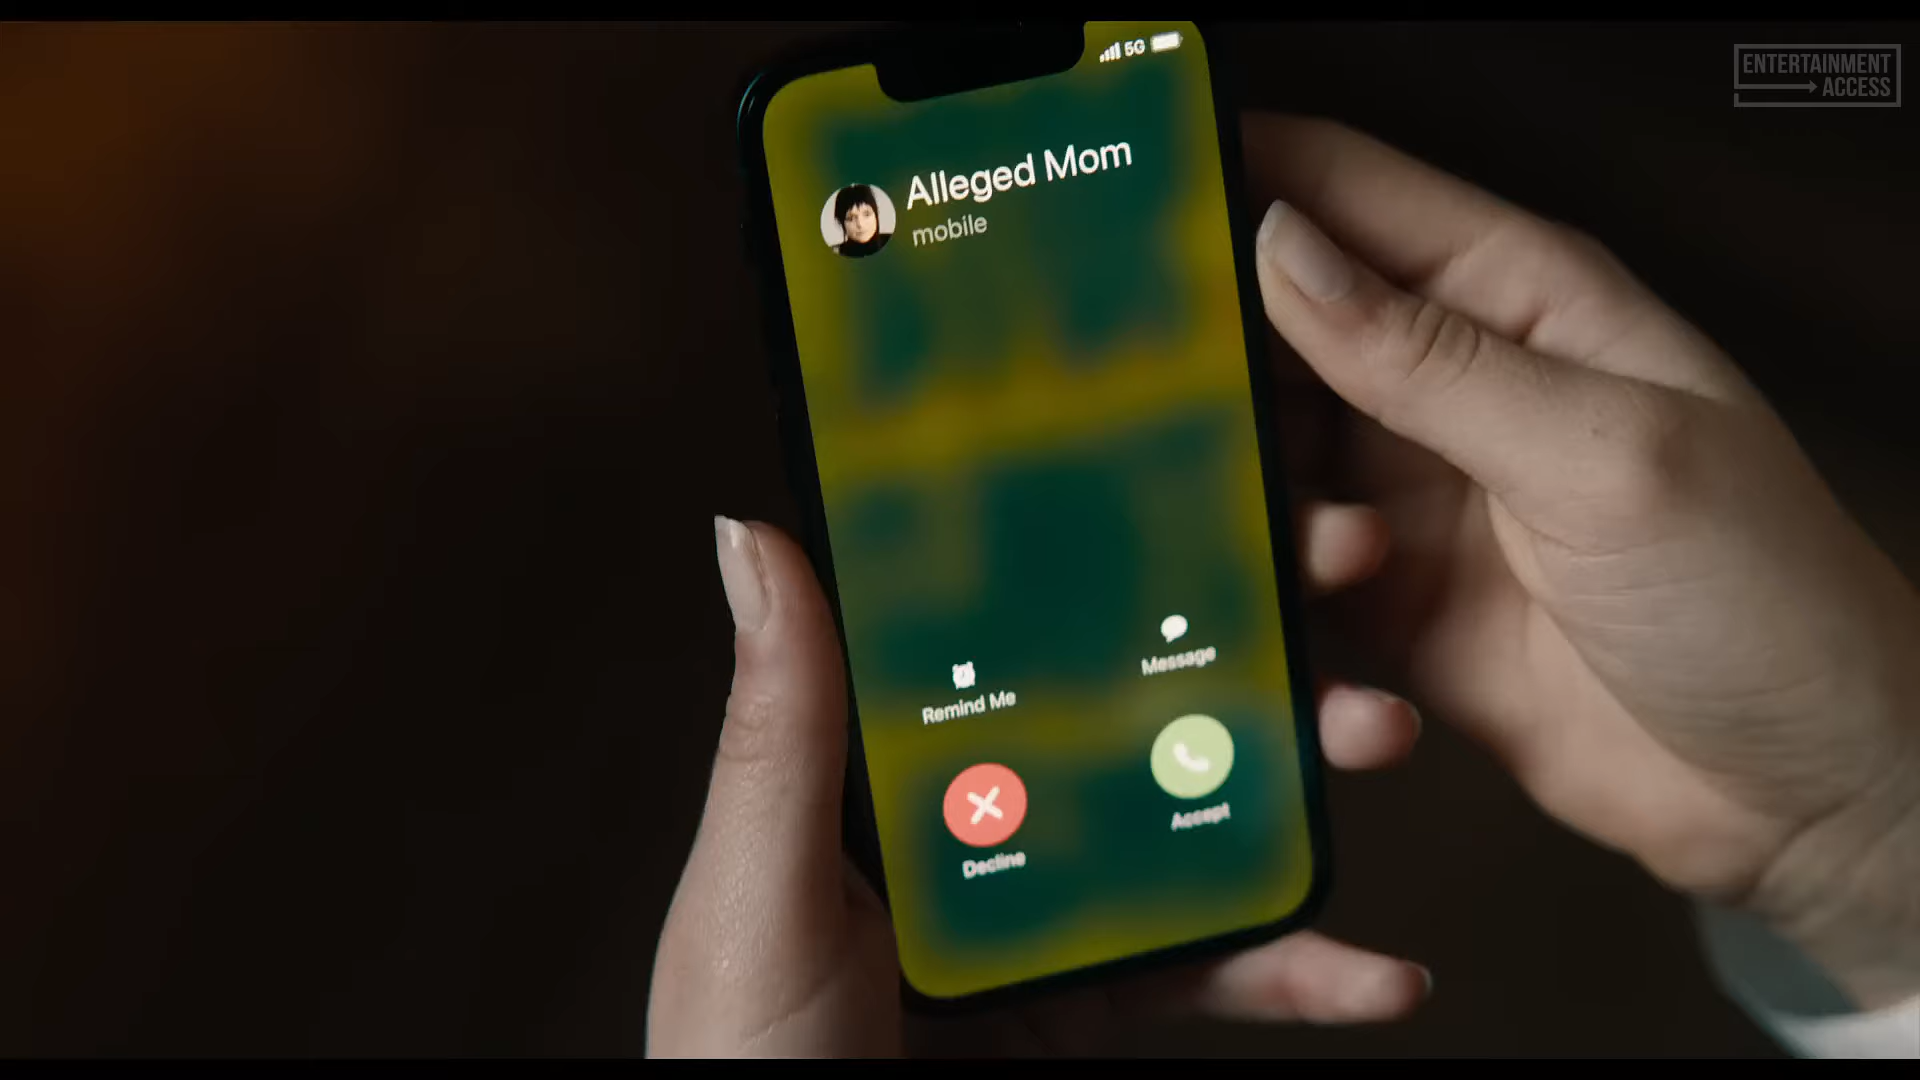 ENTERTAINMENT
ACCESS
5G
Alleged Mom
mobile
Remind Me
Message
Decline
Accept